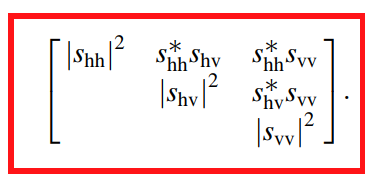 [ |s_hh|^2 s*_hh s_hv s*_hh s_vv
|s_hv|^2 s*_hv s_vv
|s_vv|^2 ] .